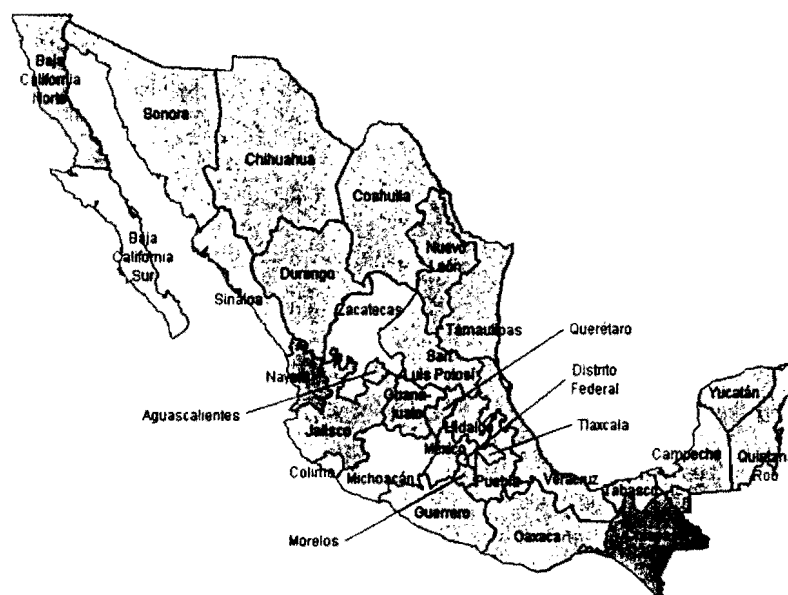 Baja
California
Norte
Sonora
Chihuahua
Coahuila
Nuevo
León
Baja
California
Sur
Durango
Sinaloa
Zacatecas
Tamaulipas
Querétaro
San
Luis Potosí
Distrito
Federal
Nayarit
Aguascalientes
Guana-
juato
Hidalgo
Tlaxcala
Yucatán
Jalisco
México
Campeche
Quintana
Roo
Colima
Michoacán
Puebla
Veracruz
Tabasco
Guerrero
Oaxaca
Morelos